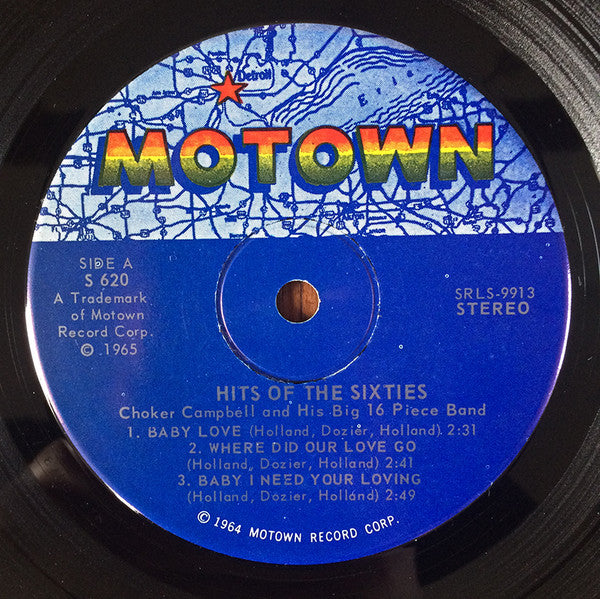 Detroit
Erie
MOTOWN
SIDE A
S 620
A Trademark
of Motown
Record Corp.
© 1965
SRLS-9913
STEREO
HITS OF THE SIXTIES
Choker Campbell and His Big 16 Piece Band
1. BABY LOVE (Holland, Dozier, Holland) 2:31
2. WHERE DID OUR LOVE GO
(Holland, Dozier, Holland) 2:41
3. BABY I NEED YOUR LOVING
(Holland, Dozier, Holland) 2:49
© 1964 MOTOWN RECORD CORP.